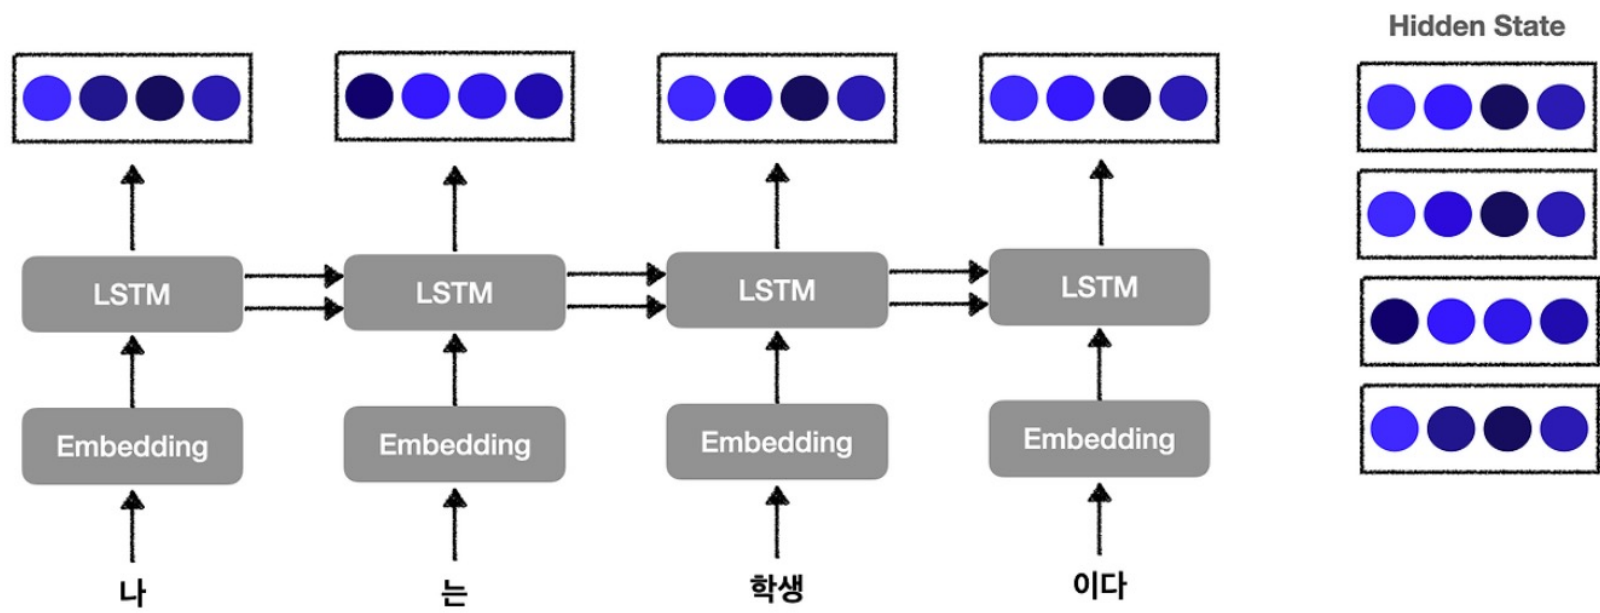 Hidden State
LSTM LSTM LSTM LSTM
Embedding Embedding Embedding Embedding
나 는 학생 이다